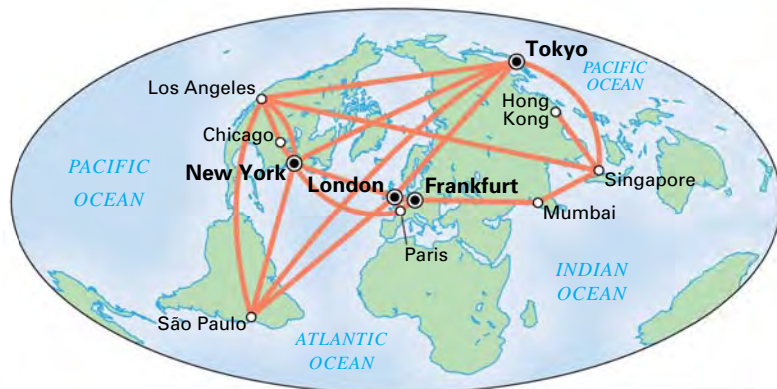 Tokyo
PACIFIC
OCEAN
Los Angeles
Hong
Kong
Chicago
PACIFIC
OCEAN
New York
London
Frankfurt
Singapore
Mumbai
Paris
INDIAN
OCEAN
São Paulo
ATLANTIC
OCEAN